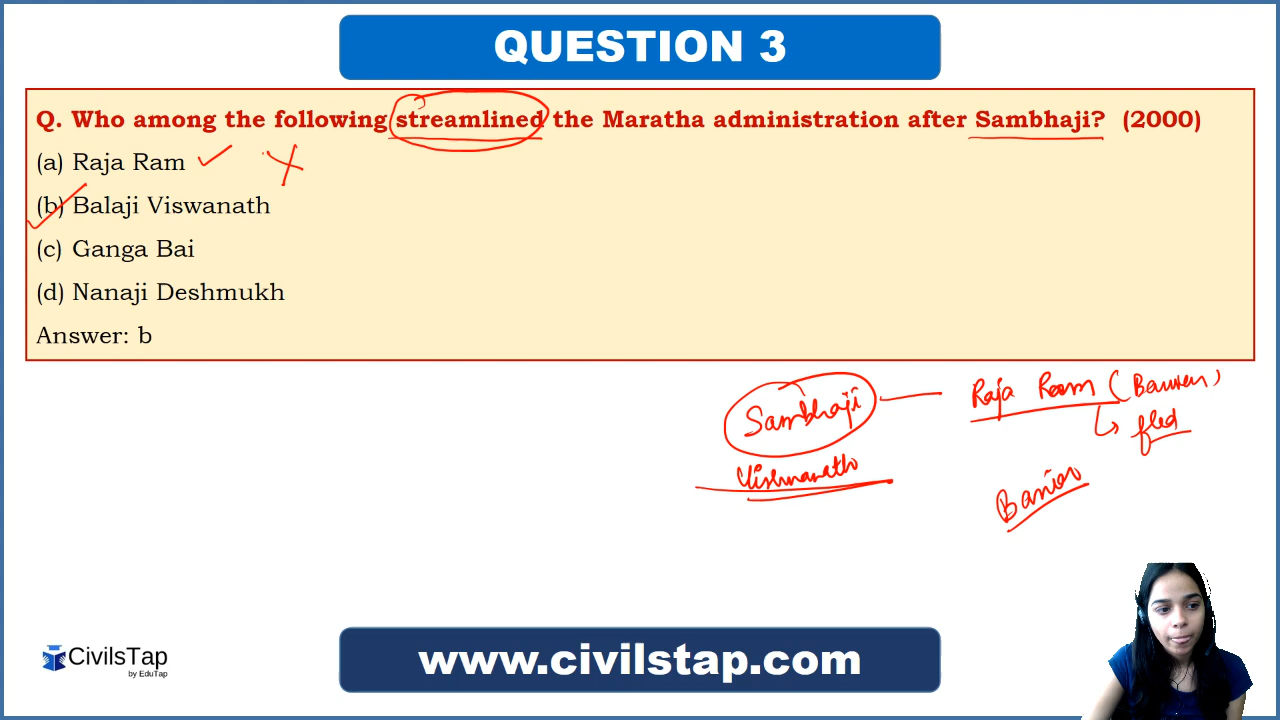 QUESTION 3
Q. Who among the following streamlined the Maratha administration after Sambhaji? (2000)
(a) Raja Ram
(b) Balaji Viswanath
(c) Ganga Bai
(d) Nanaji Deshmukh
Answer: b
Sambhaji
Raja Ram
fled
Vishwanath
CivilsTap
by EduTap
www.civilstap.com